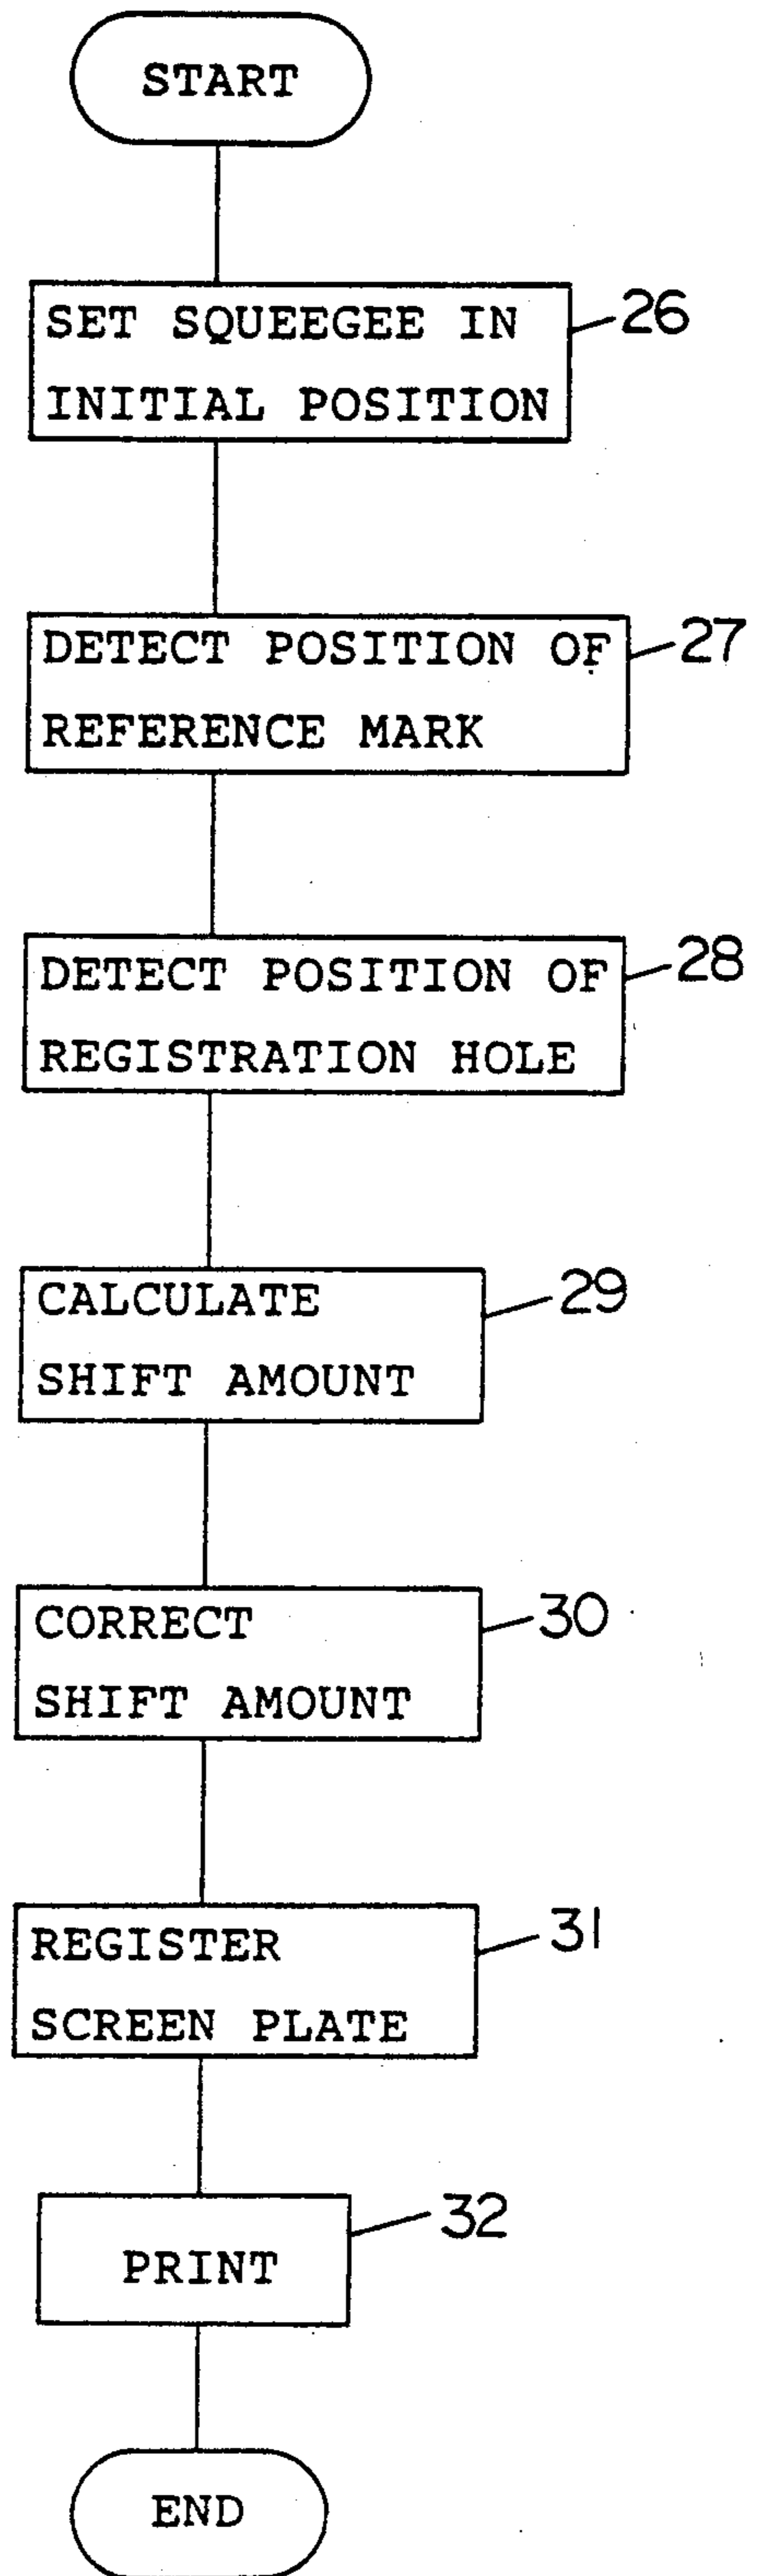 START
SET SQUEEGEE IN
INITIAL POSITION
26
DETECT POSITION OF
REFERENCE MARK
27
DETECT POSITION OF
REGISTRATION HOLE
28
CALCULATE
SHIFT AMOUNT
29
CORRECT
SHIFT AMOUNT
30
REGISTER
SCREEN PLATE
31
PRINT
32
END